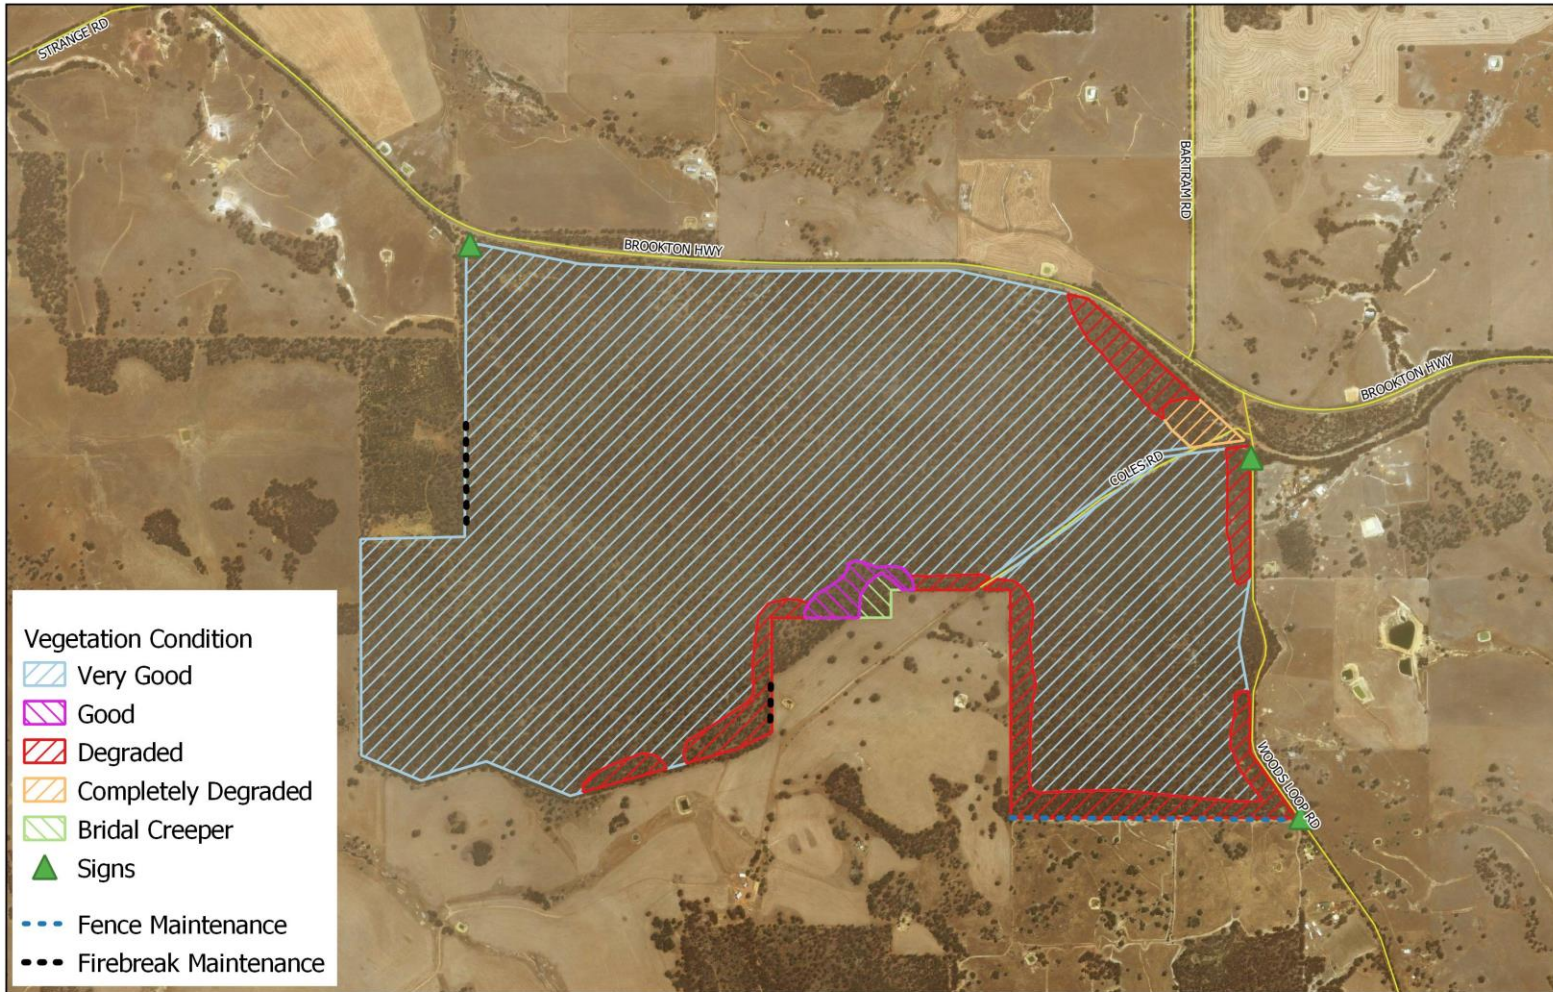 STRANGE RD
BROOKTON HWY
BARTRAM RD
BROOKTON HWY
COLES RD
WOODS LOOP RD
Vegetation Condition
Very Good
Good
Degraded
Completely Degraded
Bridal Creeper
Signs
Fence Maintenance
Firebreak Maintenance